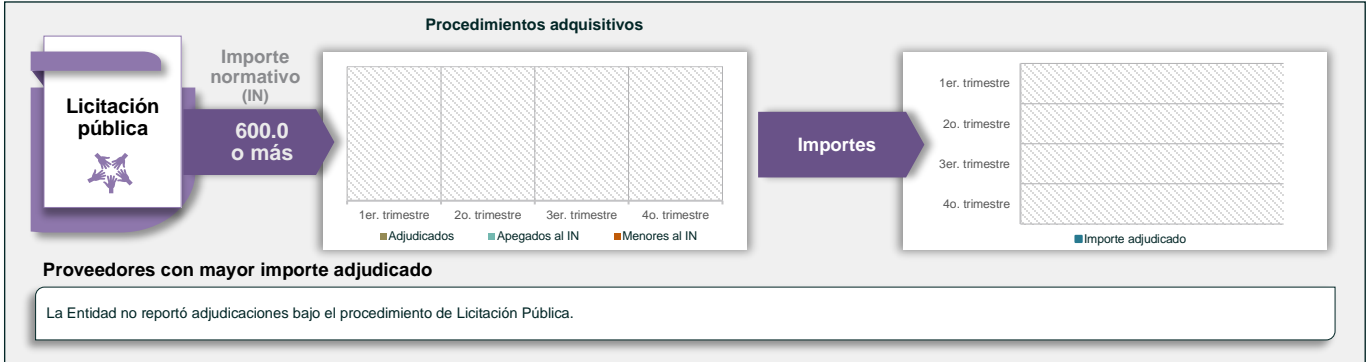 Procedimientos adquisitivos
Licitación
pública
Importe
normativo
(IN)
600.0
o más
1er. trimestre 2o. trimestre 3er. trimestre 4o. trimestre
Adjudicados Apegados al IN Menores al IN
Importes
1er. trimestre
2o. trimestre
3er. trimestre
4o. trimestre
Importe adjudicado
Proveedores con mayor importe adjudicado
La Entidad no reportó adjudicaciones bajo el procedimiento de Licitación Pública.